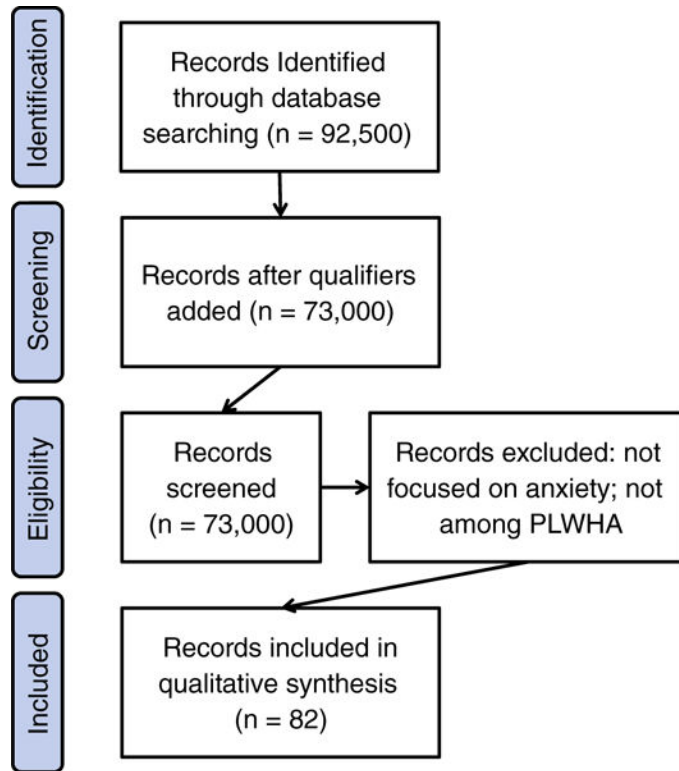 Identification
Records Identified
through database
searching (n = 92,500)
Screening
Records after qualifiers
added (n = 73,000)
Eligibility
Records
screened
(n = 73,000)
Records excluded: not
focused on anxiety; not
among PLWHA
Included
Records included in
qualitative synthesis
(n = 82)